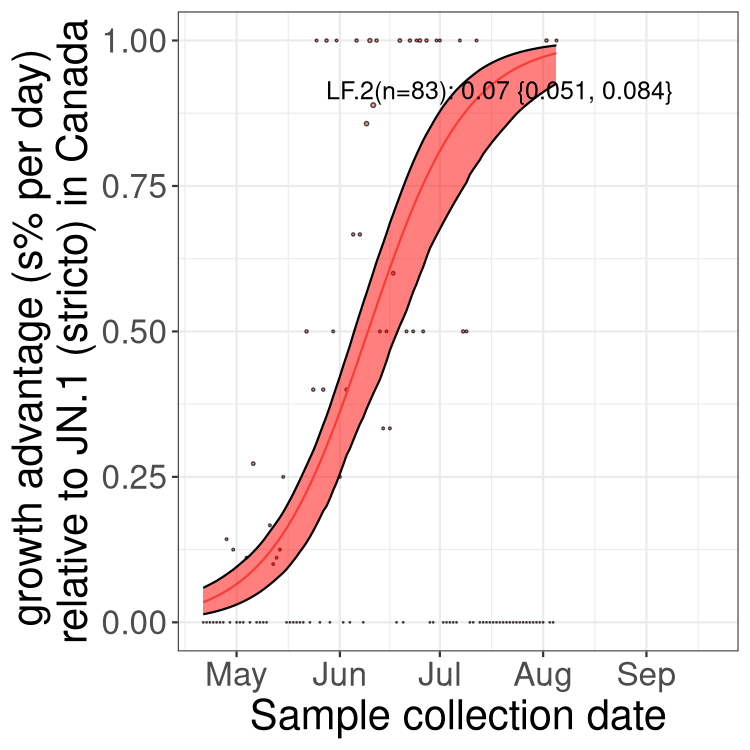 growth advantage (s% per day)
relative to JN.1 (stricto) in Canada
1.00
0.75
0.50
0.25
0.00
LF.2(n=83): 0.07 {0.051, 0.084}
May Jun Jul Aug Sep
Sample collection date